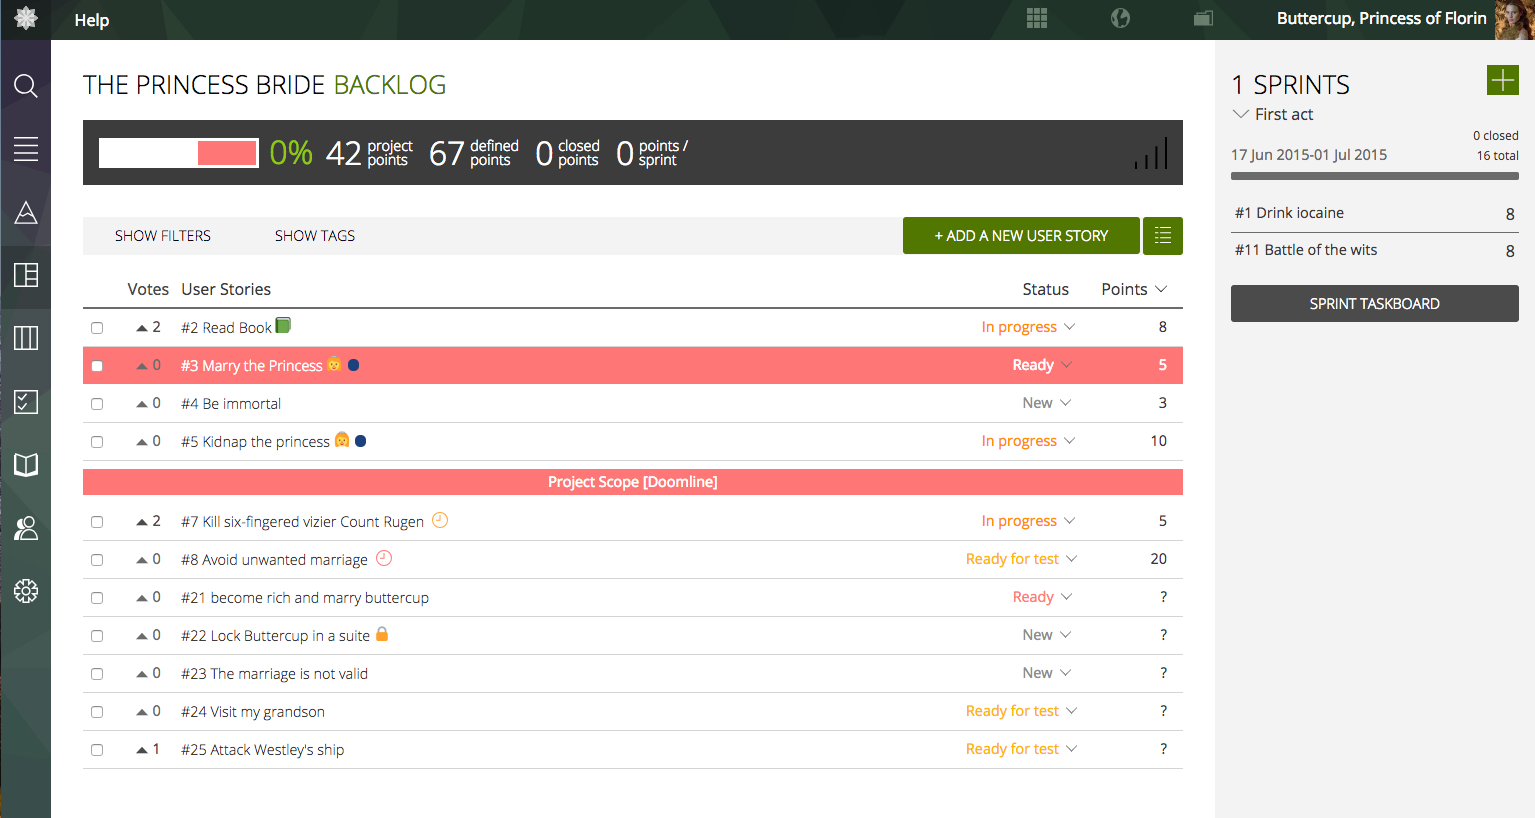 Help
Buttercup, Princess of Florin
THE PRINCESS BRIDE BACKLOG
0% 42 project points 67 defined points 0 closed points 0 points / sprint
SHOW FILTERS SHOW TAGS + ADD A NEW USER STORY
Votes User Stories Status Points
2 #2 Read Book In progress 8
0 #3 Marry the Princess Ready 5
0 #4 Be immortal New 3
0 #5 Kidnap the princess In progress 10
Project Scope [Doomline]
2 #7 Kill six-fingered vizier Count Rugen In progress 5
0 #8 Avoid unwanted marriage Ready for test 20
0 #21 become rich and marry buttercup Ready ?
0 #22 Lock Buttercup in a suite New ?
0 #23 The marriage is not valid New ?
0 #24 Visit my grandson Ready for test ?
1 #25 Attack Westley's ship Ready for test ?
1 SPRINTS
First act
0 closed
17 Jun 2015-01 Jul 2015 16 total
#1 Drink iocaine 8
#11 Battle of the wits 8
SPRINT TASKBOARD